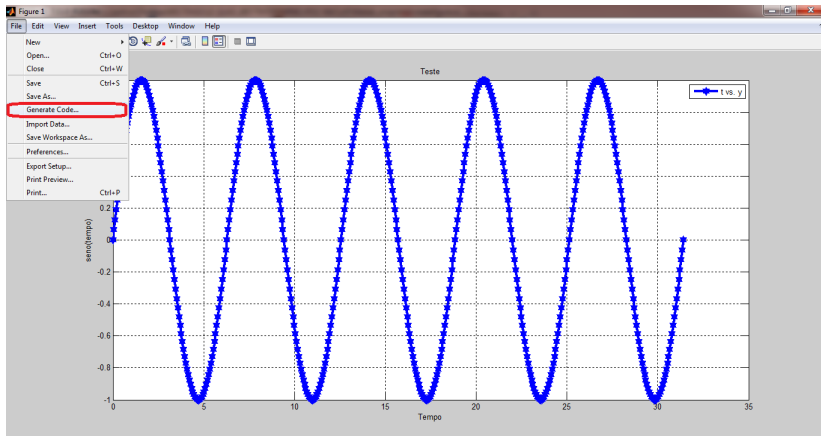 Figure 1
File Edit View Insert Tools Desktop Window Help
New
Open... Ctrl+O
Close Ctrl+W
Save Ctrl+S
Save As...
Generate Code...
Import Data...
Save Workspace As...
Preferences...
Export Setup...
Print Preview...
Print... Ctrl+P
Teste
t vs. y
0.2
0
-0.2
-0.4
-0.6
-0.8
-1
seno(tempo)
0 5 10 15 20 25 30 35
Tempo